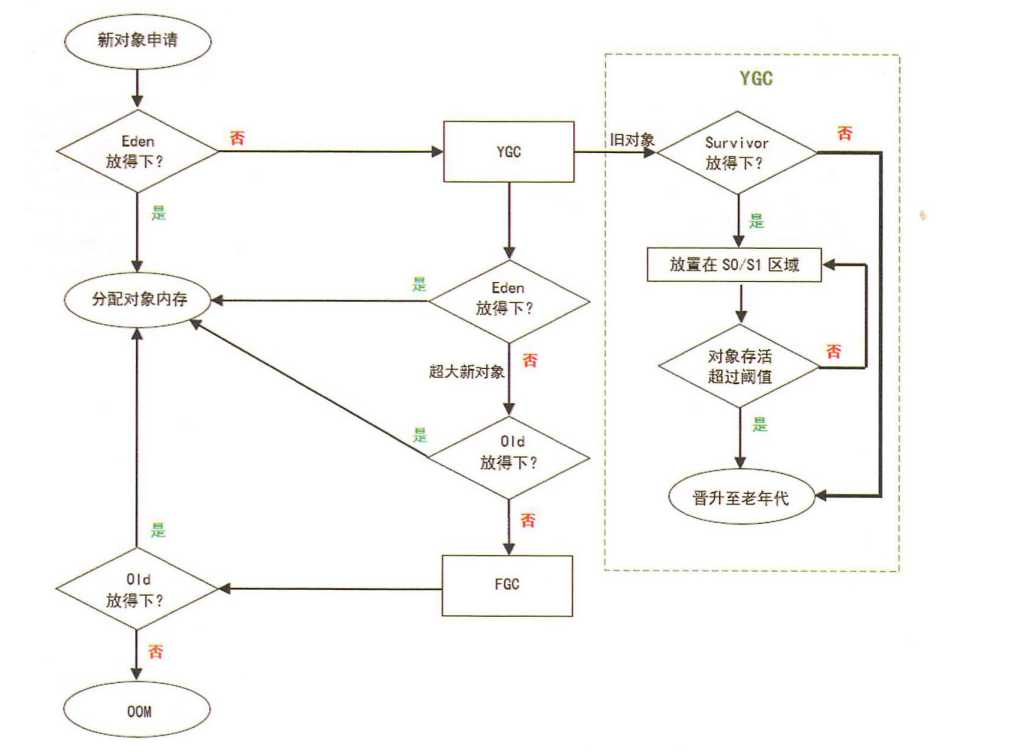 新对象申请
YGC
Eden
放得下？
否
YGC
旧对象
Survivor
放得下？
否
是
是
放置在 S0/S1 区域
分配对象内存
是
Eden
放得下？
对象存活
超过阈值
否
超大新对象
否
是
是
Old
放得下？
晋升至老年代
否
是
Old
放得下？
FGC
否
OOM